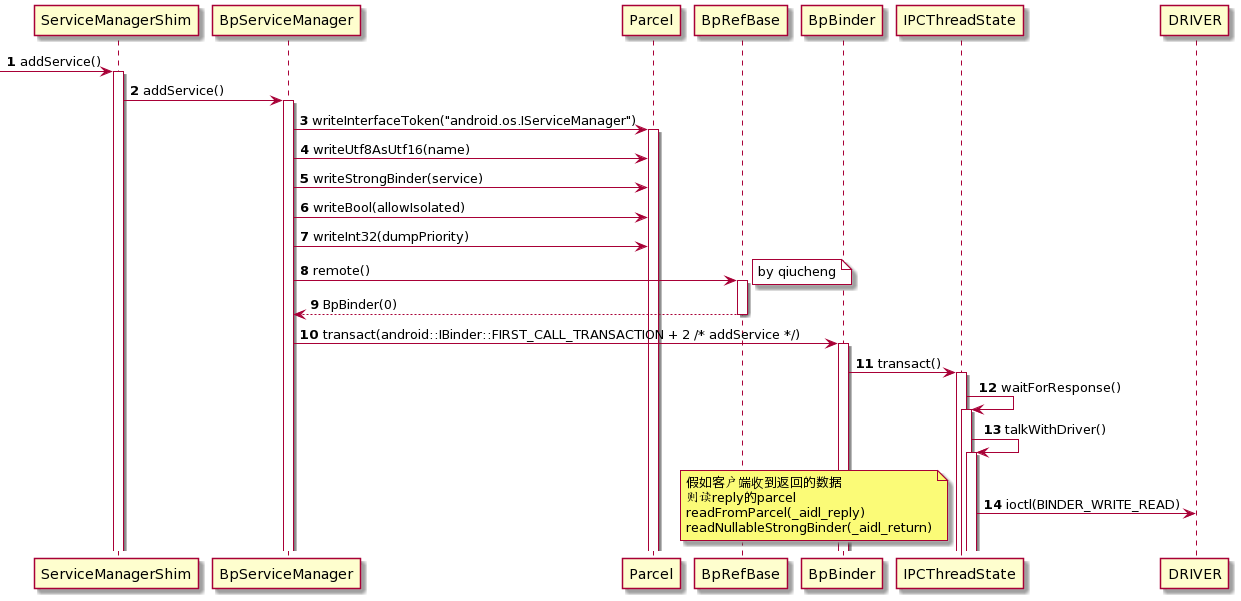 ServiceManagerShim BpServiceManager Parcel BpRefBase BpBinder IPCThreadState DRIVER
1 addService()
2 addService()
3 writeInterfaceToken("android.os.IServiceManager")
4 writeUtf8AsUtf16(name)
5 writeStrongBinder(service)
6 writeBool(allowIsolated)
7 writeInt32(dumpPriority)
8 remote()
by qiucheng
9 BpBinder(0)
10 transact(android::IBinder::FIRST_CALL_TRANSACTION + 2 /* addService */)
11 transact()
12 waitForResponse()
13 talkWithDriver()
假如客户端收到返回的数据
则读reply的parcel
readFromParcel(_aidl_reply)
readNullableStrongBinder(_aidl_return)
14 ioctl(BINDER_WRITE_READ)
ServiceManagerShim BpServiceManager Parcel BpRefBase BpBinder IPCThreadState DRIVER